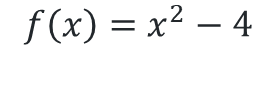 f(x) = x² − 4